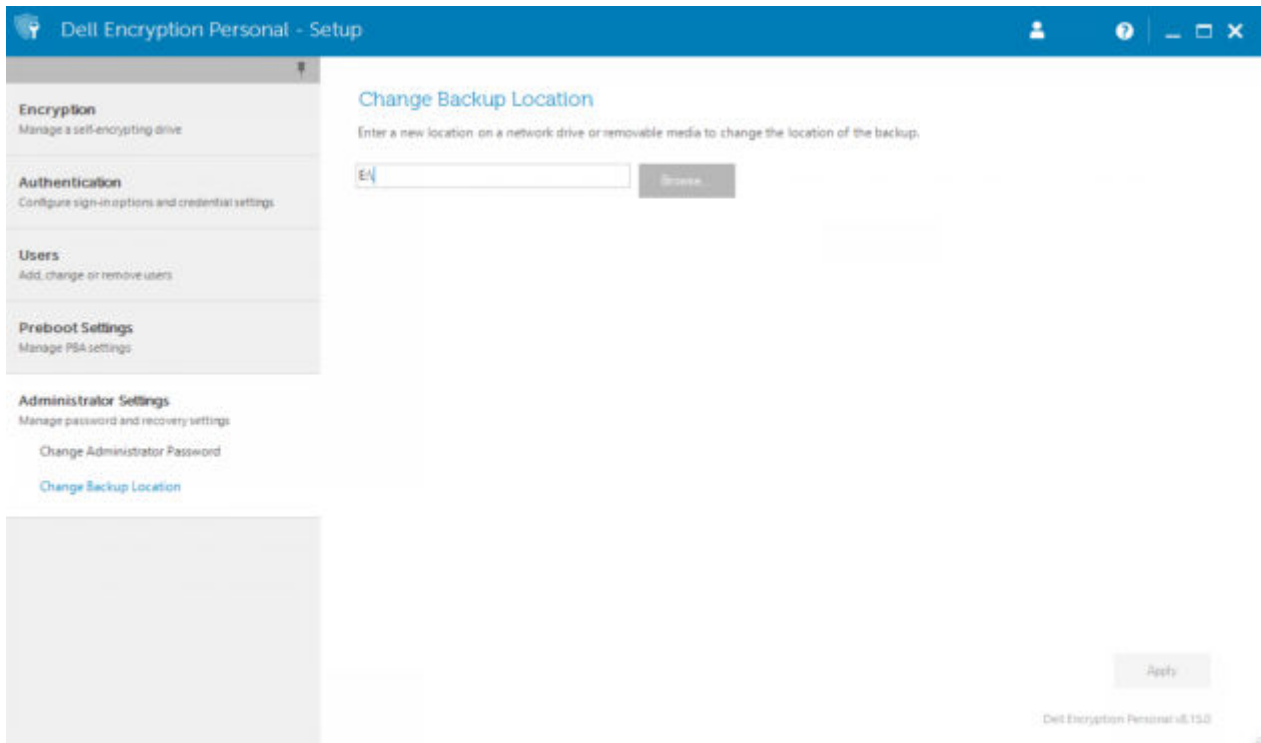 Dell Encryption Personal - Setup
Encryption
Manage a self-encrypting drive
Authentication
Configure sign-in options and credential settings
Users
Add, change or remove users
Preboot Settings
Manage PBA settings
Administrator Settings
Manage password and recovery settings
Change Administrator Password
Change Backup Location
Change Backup Location
Enter a new location on a network drive or removable media to change the location of the backup.
E:\
Browse...
Apply
Dell Encryption Personal v8.15.0